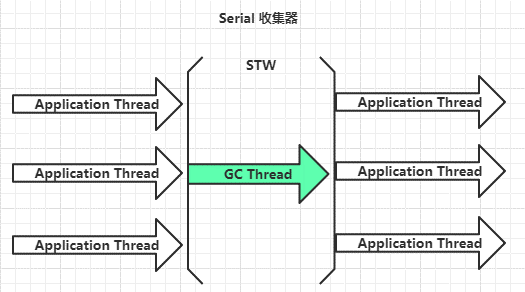 Serial 收集器
STW
Application Thread
Application Thread
GC Thread
Application Thread
Application Thread
Application Thread
Application Thread